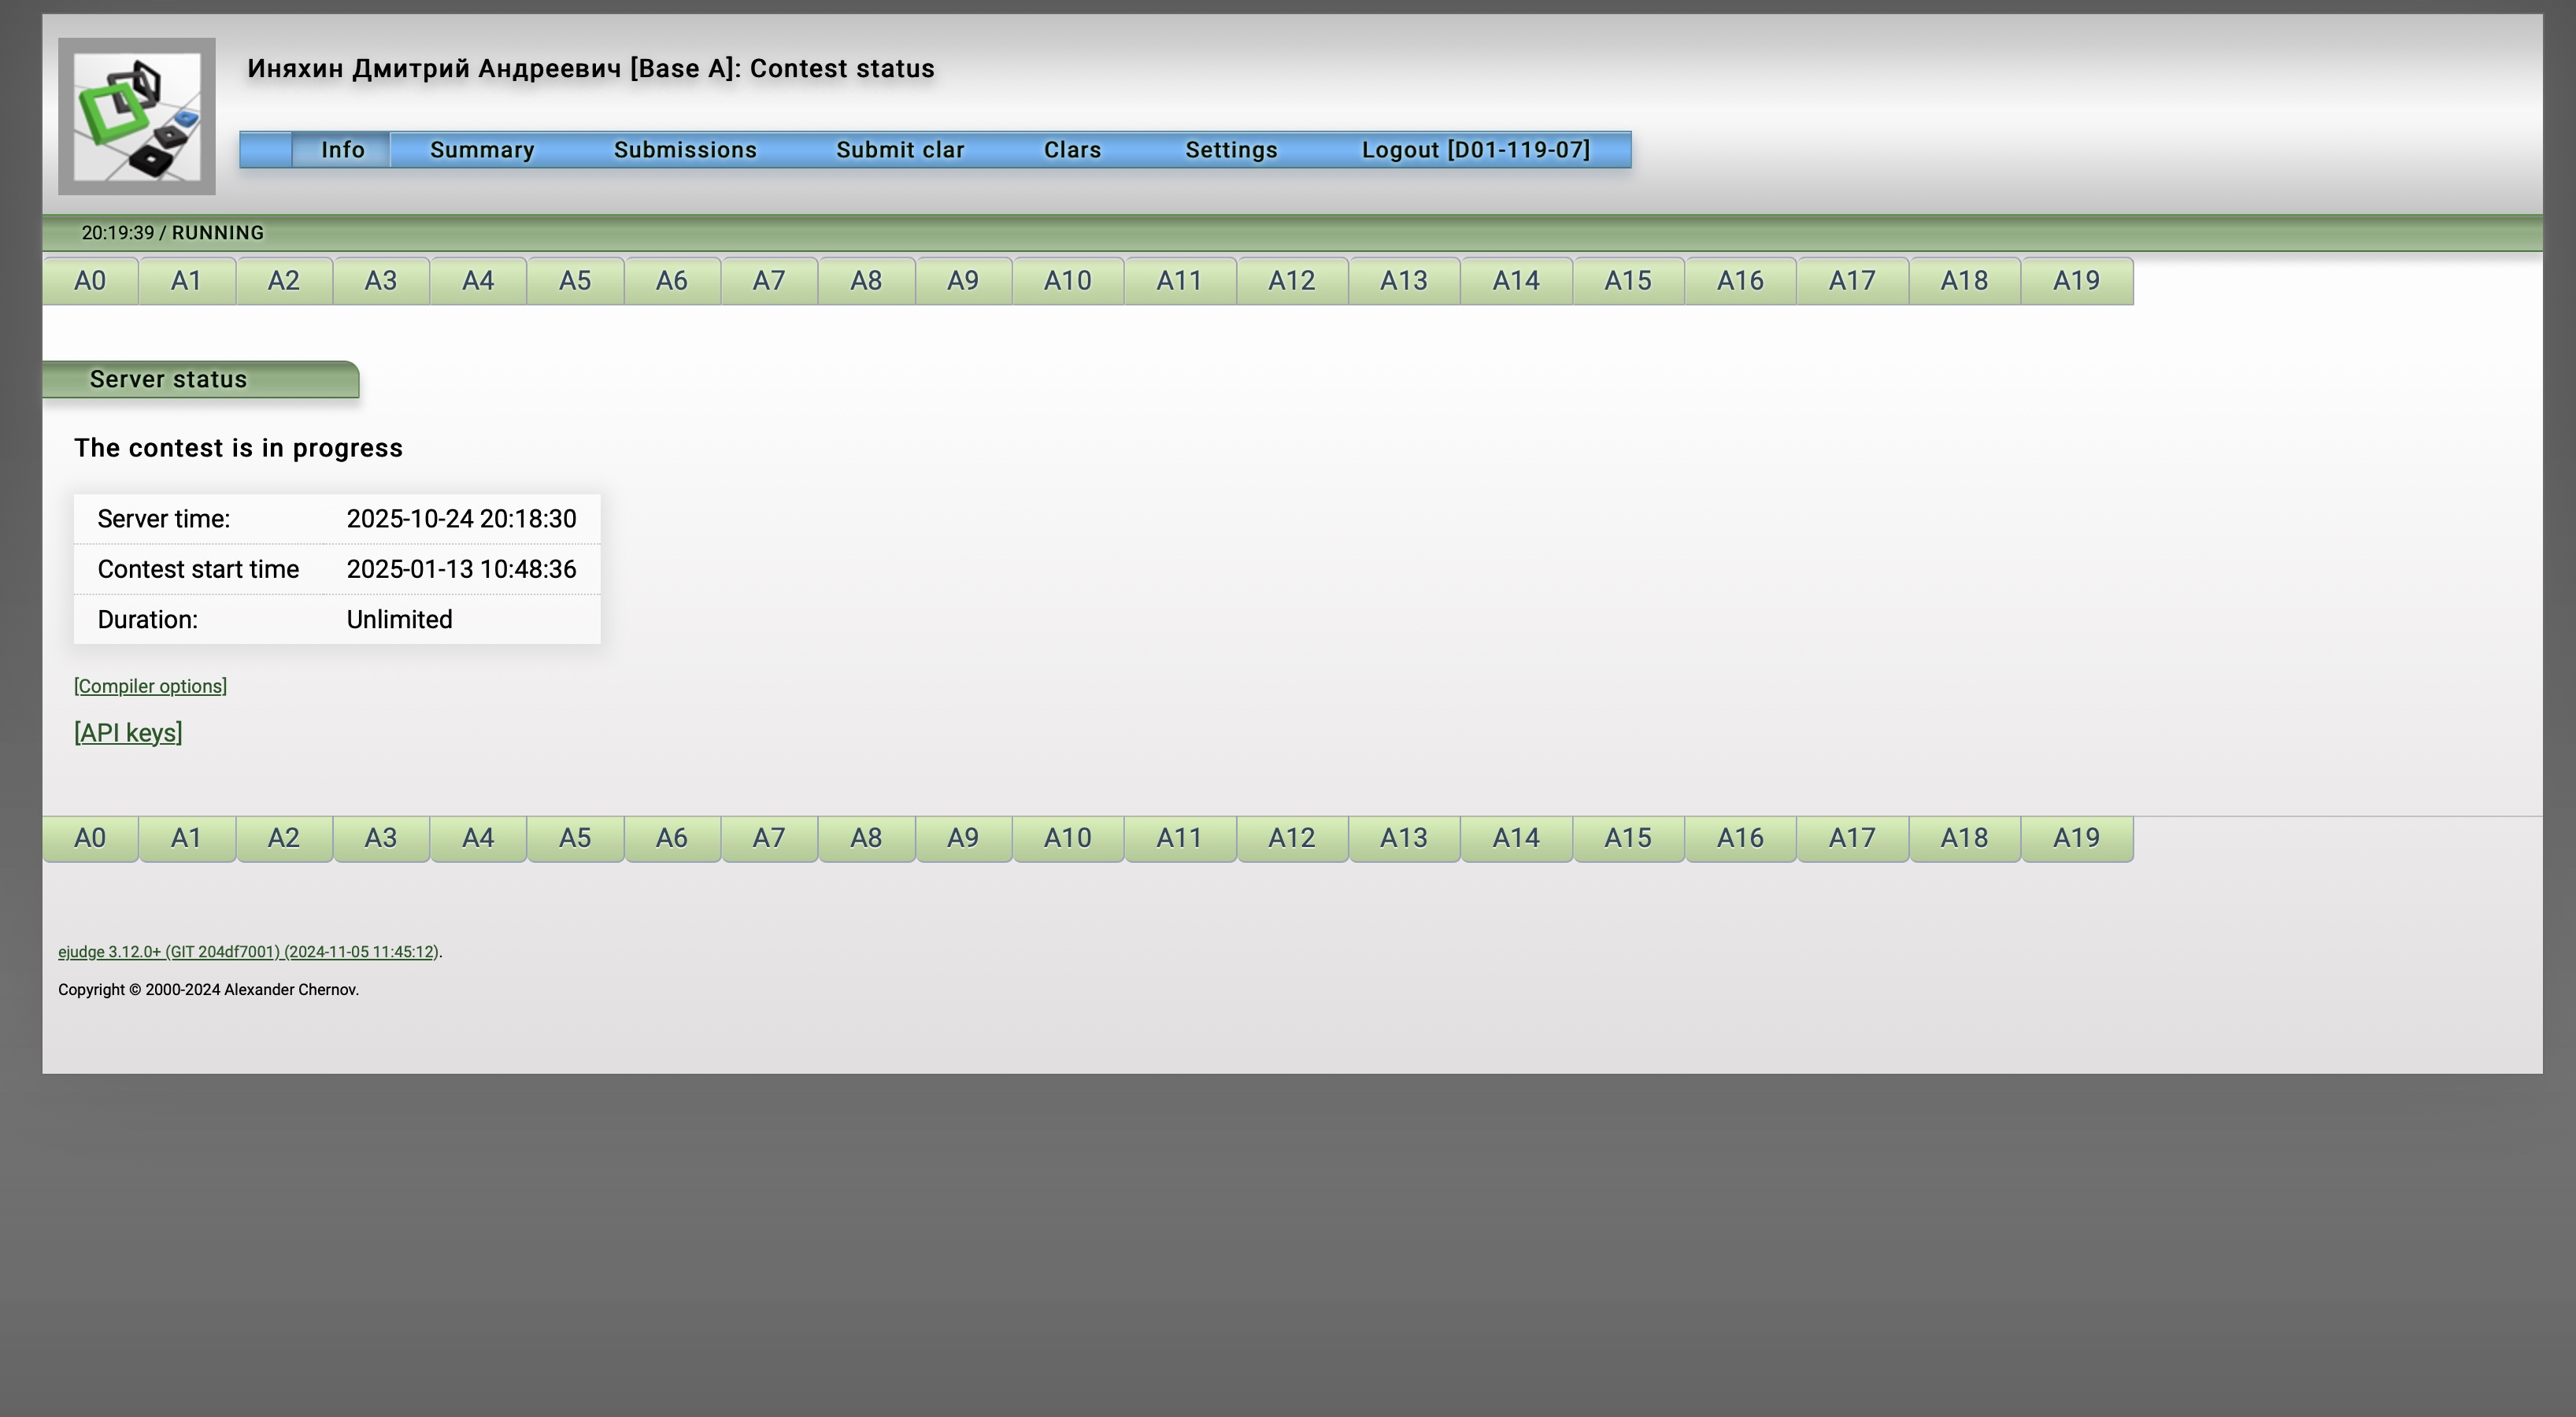 Иняхин Дмитрий Андреевич [Base A]: Contest status
Info Summary Submissions Submit clar Clars Settings Logout [D01-119-07]
20:19:39 / RUNNING
A0 A1 A2 A3 A4 A5 A6 A7 A8 A9 A10 A11 A12 A13 A14 A15 A16 A17 A18 A19
Server status
The contest is in progress
Server time: 2025-10-24 20:18:30
Contest start time 2025-01-13 10:48:36
Duration: Unlimited
[Compiler options]
[API keys]
A0 A1 A2 A3 A4 A5 A6 A7 A8 A9 A10 A11 A12 A13 A14 A15 A16 A17 A18 A19
ejudge 3.12.0+ (GIT 204df7001) (2024-11-05 11:45:12).
Copyright © 2000-2024 Alexander Chernov.